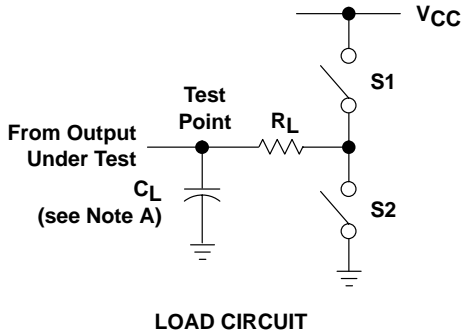 VCC
S1
Test
Point
RL
From Output
Under Test
CL
(see Note A)
S2
LOAD CIRCUIT